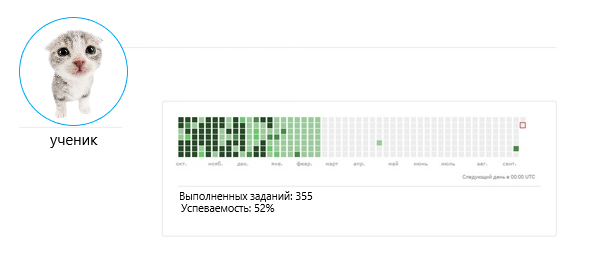 ученик
окт. нояб. дек. янв. февр. март апр. май июнь июль авг. сент.
Следующий день в 00:00 UTC
Выполненных заданий: 355
Успеваемость: 52%